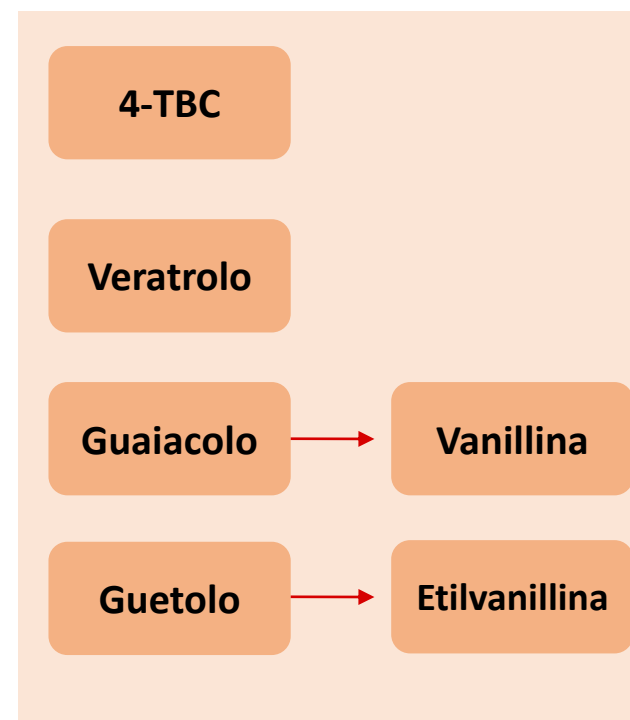 4-TBC
Veratrolo
Guaiacolo
Vanillina
Guetolo
Etilvanillina